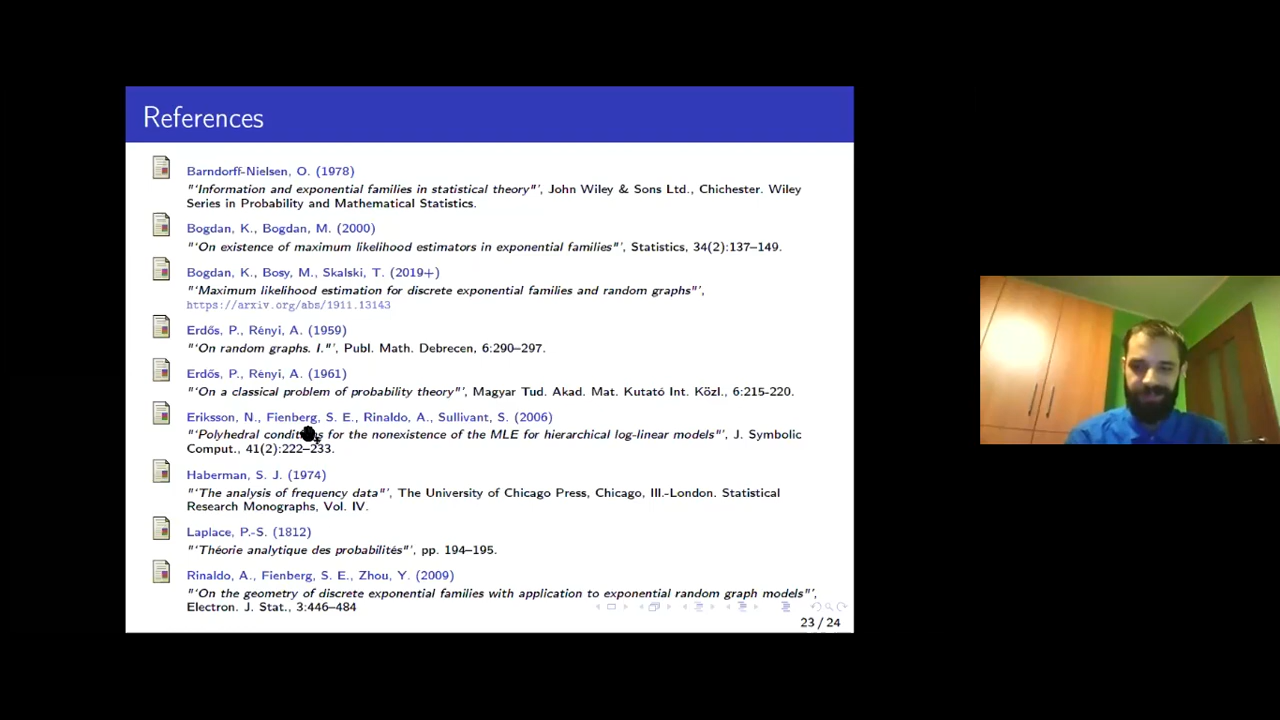 References
Barndorff-Nielsen, O. (1978)
"'Information and exponential families in statistical theory"', John Wiley & Sons Ltd., Chichester. Wiley
Series in Probability and Mathematical Statistics.
Bogdan, K., Bogdan, M. (2000)
"'On existence of maximum likelihood estimators in exponential families"', Statistics, 34(2):137–149.
Bogdan, K., Bosy, M., Skalski, T. (2019+)
"'Maximum likelihood estimation for discrete exponential families and random graphs"',
https://arxiv.org/abs/1911.13143
Erdős, P., Rényi, A. (1959)
"'On random graphs. I."', Publ. Math. Debrecen, 6:290–297.
Erdős, P., Rényi, A. (1961)
"'On a classical problem of probability theory"', Magyar Tud. Akad. Mat. Kutató Int. Közl., 6:215-220.
Eriksson, N., Fienberg, S. E., Rinaldo, A., Sullivant, S. (2006)
"'Polyhedral conditions for the nonexistence of the MLE for hierarchical log-linear models"', J. Symbolic
Comput., 41(2):222–233.
Haberman, S. J. (1974)
"'The analysis of frequency data"', The University of Chicago Press, Chicago, Ill.-London. Statistical
Research Monographs, Vol. IV.
Laplace, P.-S. (1812)
"'Théorie analytique des probabilités"', pp. 194–195.
Rinaldo, A., Fienberg, S. E., Zhou, Y. (2009)
"'On the geometry of discrete exponential families with application to exponential random graph models"',
Electron. J. Stat., 3:446–484
23 / 24